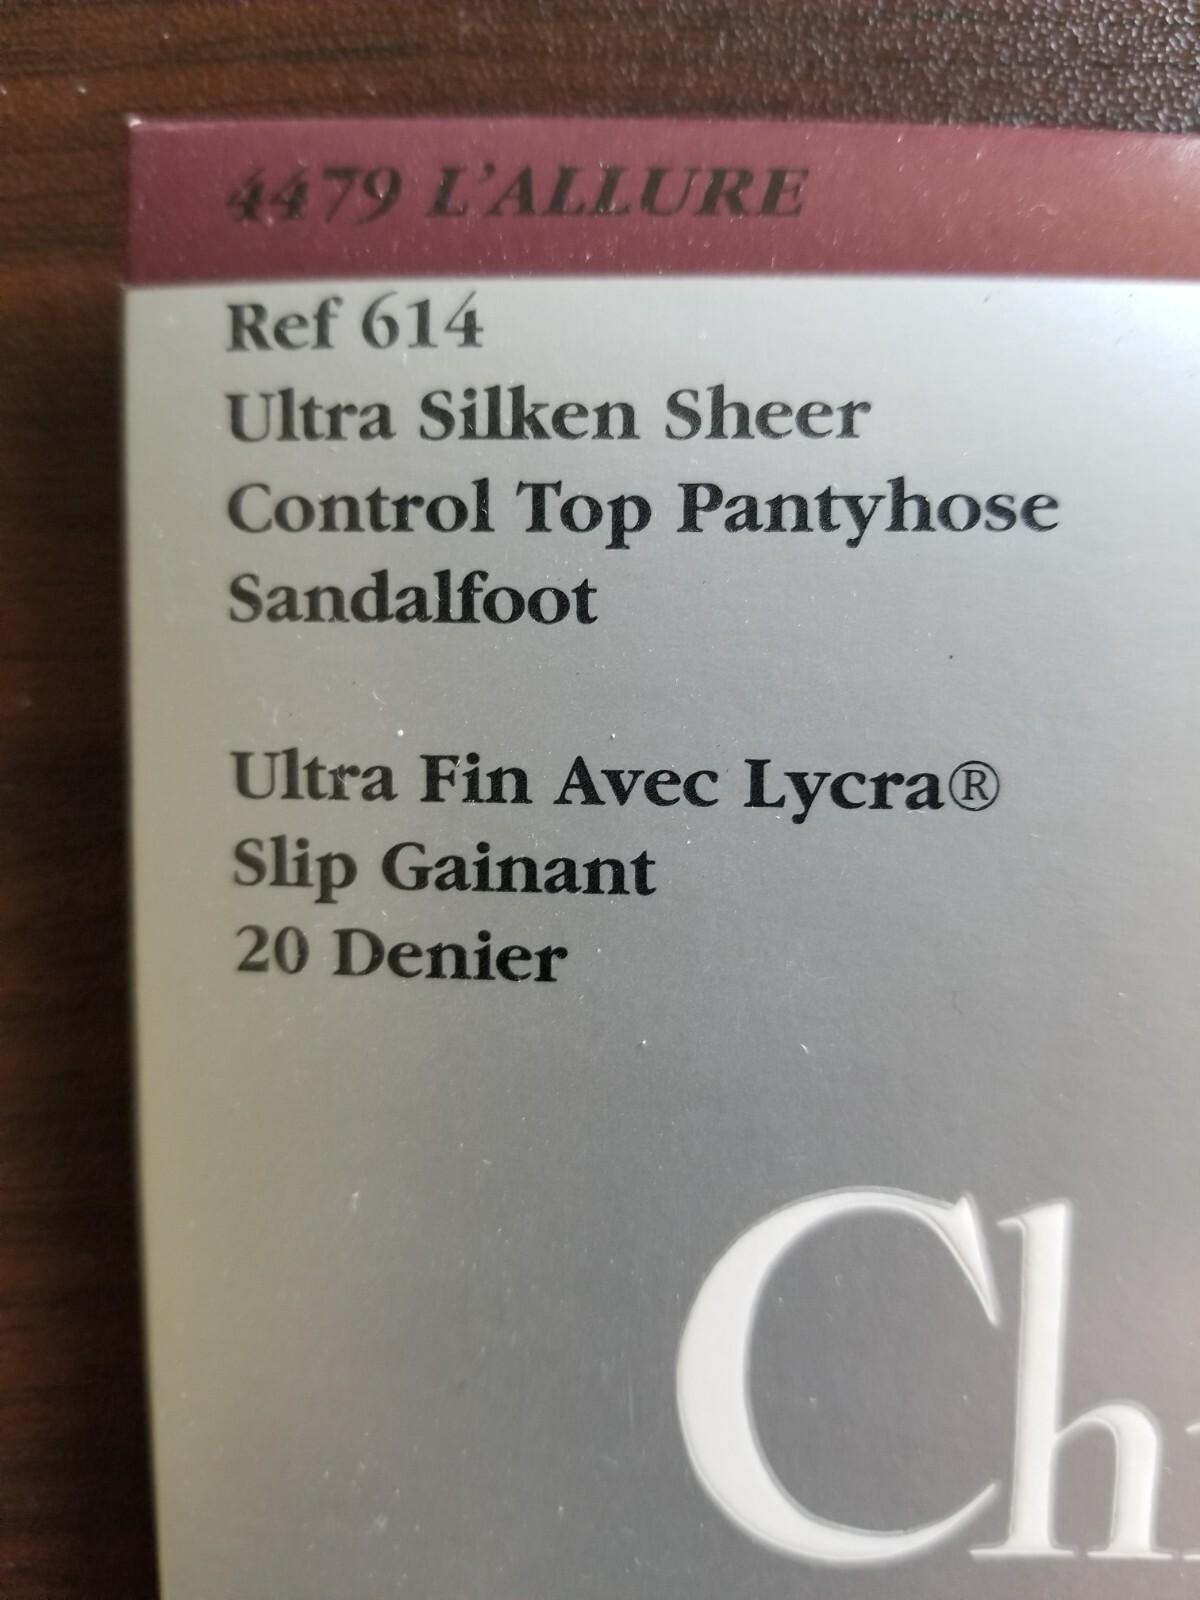 4479 L'ALLURE
Ref 614
Ultra Silken Sheer
Control Top Pantyhose
Sandalfoot
Ultra Fin Avec Lycra®
Slip Gainant
20 Denier
Ch